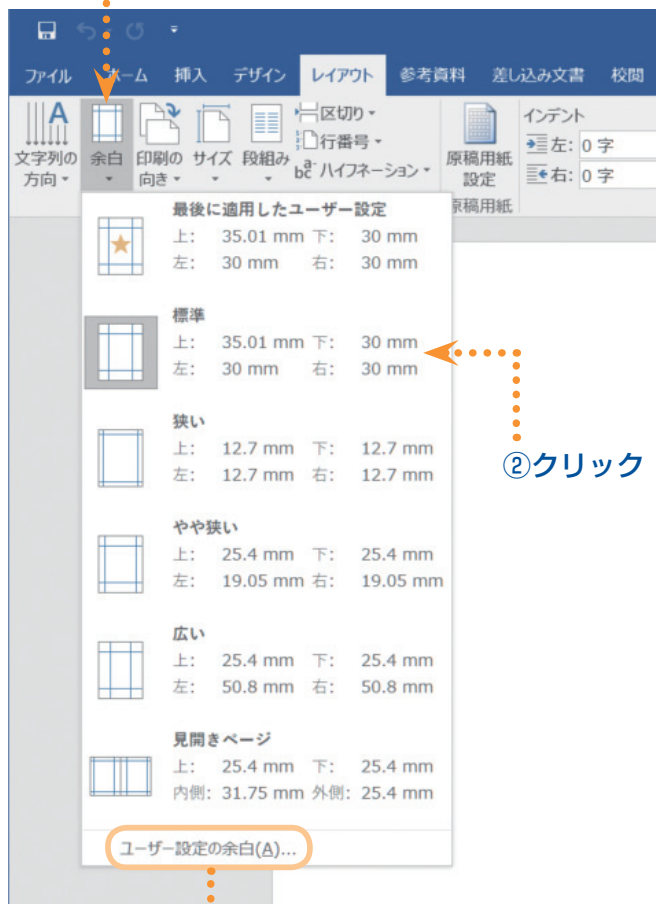 ファイル ホーム 挿入 デザイン レイアウト 参考資料 差し込み文書 校閲
文字列の方向 余白 印刷の向き サイズ 段組み
区切り
行番号
bc ハイフネーション
原稿用紙設定
原稿用紙
インデント
左: 0 字
右: 0 字
最後に適用したユーザー設定
上: 35.01 mm 下: 30 mm
左: 30 mm 右: 30 mm
標準
上: 35.01 mm 下: 30 mm
左: 30 mm 右: 30 mm
②クリック
狭い
上: 12.7 mm 下: 12.7 mm
左: 12.7 mm 右: 12.7 mm
やや狭い
上: 25.4 mm 下: 25.4 mm
左: 19.05 mm 右: 19.05 mm
広い
上: 25.4 mm 下: 25.4 mm
左: 50.8 mm 右: 50.8 mm
見開きページ
上: 25.4 mm 下: 25.4 mm
内側: 31.75 mm 外側: 25.4 mm
ユーザー設定の余白(A)...